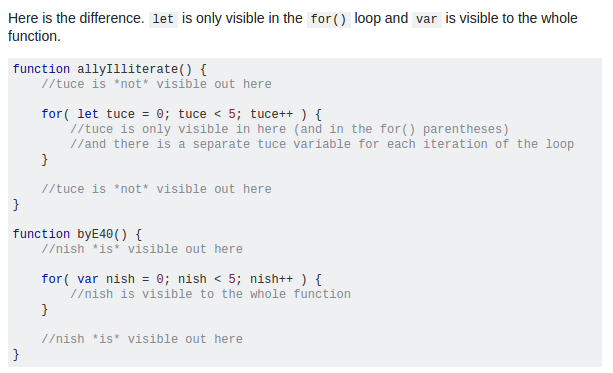 Here is the difference. let is only visible in the for() loop and var is visible to the whole
function.
function allyIlliterate() {
    //tuce is *not* visible out here
    for( let tuce = 0; tuce < 5; tuce++ ) {
        //tuce is only visible in here (and in the for() parentheses)
        //and there is a separate tuce variable for each iteration of the loop
    }
    //tuce is *not* visible out here
}
function byE40() {
    //nish *is* visible out here
    for( var nish = 0; nish < 5; nish++ ) {
        //nish is visible to the whole function
    }
    //nish *is* visible out here
}